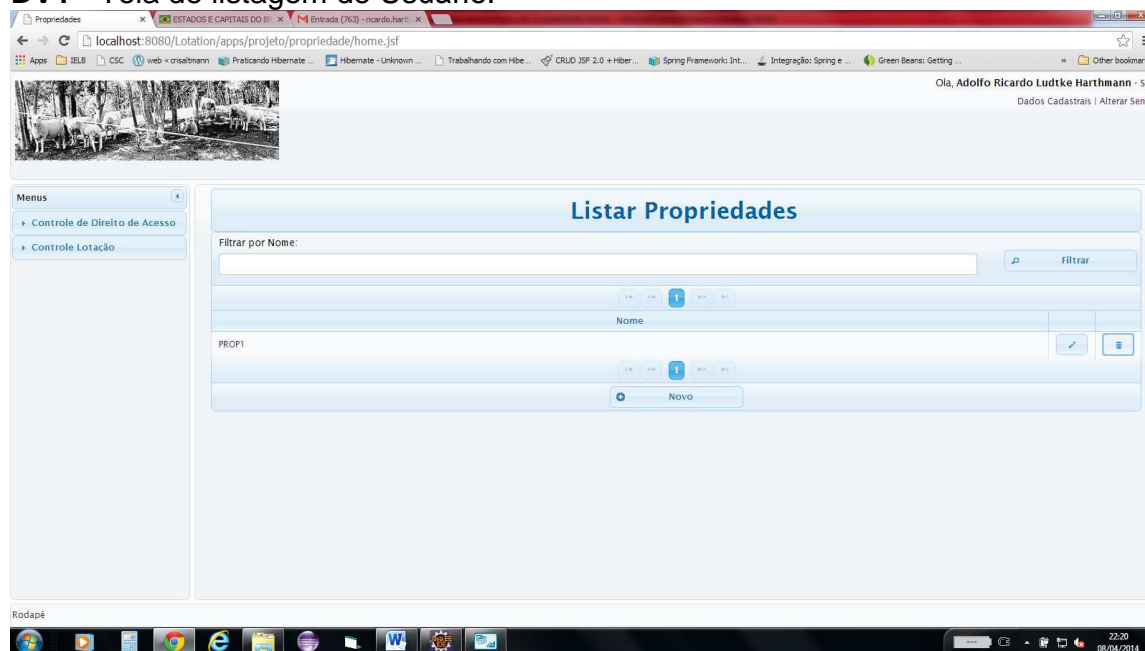 DV1 - Tela de listagem de Usuário.
Propriedades
ESTADOS E CAPITAIS DO BR
Entrada (763) - ricardo.hart
localhost:8080/Lotation/apps/projeto/propriedade/home.jsf
Apps IELB CSC web « crisaltmann Praticando Hibernate ... Hibernate - Unknown ... Trabalhando com Hibe... CRUD JSF 2.0 + Hiber... Spring Framework: Int... Integração: Spring e ... Green Beans: Getting ... » Other bookmar
Ola, Adolfo Ricardo Ludtke Harthmann - S
Dados Cadastrais | Alterar Sen
Menus
Controle de Direito de Acesso
Controle Lotação
Listar Propriedades
Filtrar por Nome:
Filtrar
1
Nome
PROP1
1
Novo
Rodapé
22:20
08/04/2014